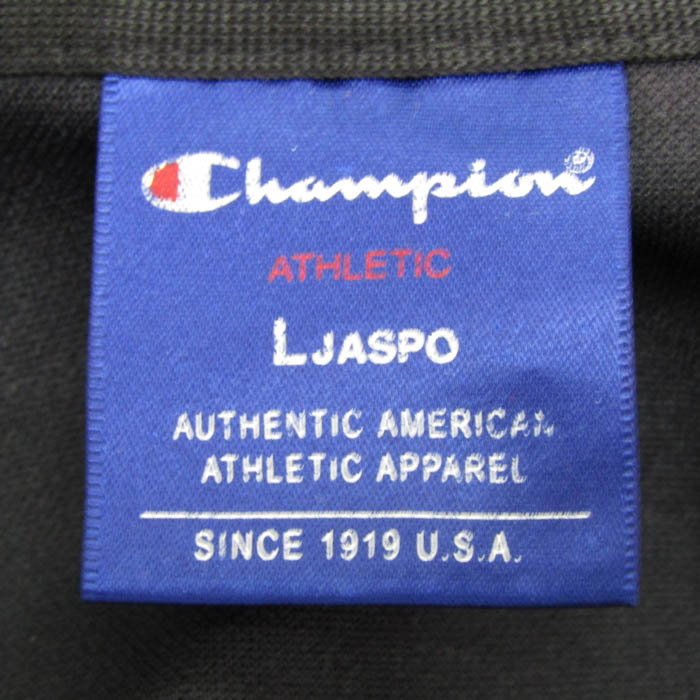 Champion®
ATHLETIC
L JASPO
AUTHENTIC AMERICAN
ATHLETIC APPAREL
SINCE 1919 U.S.A.